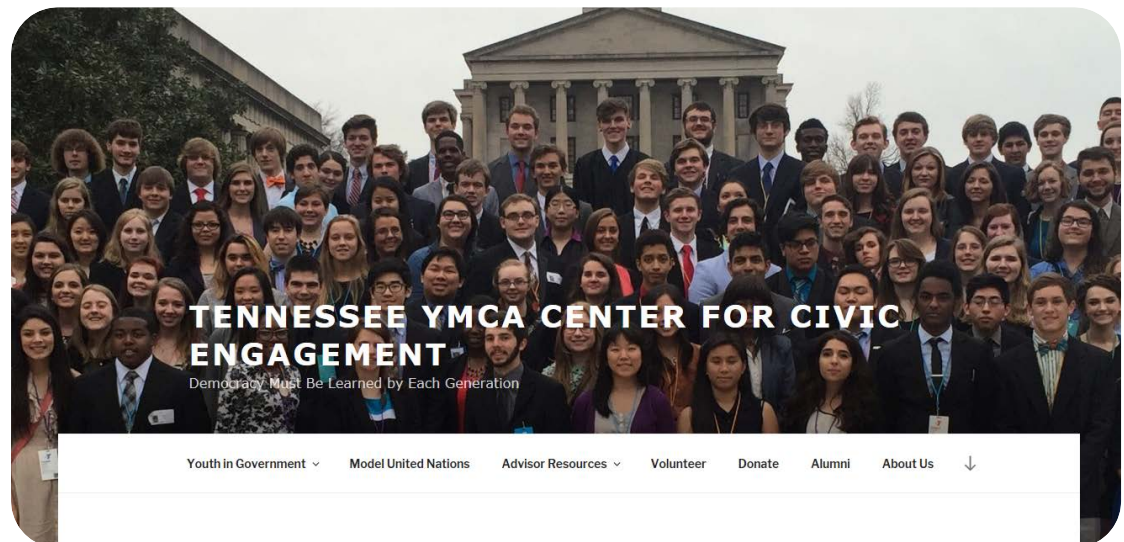 TENNESSEE YMCA CENTER FOR CIVIC
ENGAGEMENT
Democracy Must Be Learned by Each Generation
Youth in Government Model United Nations Advisor Resources Volunteer Donate Alumni About Us